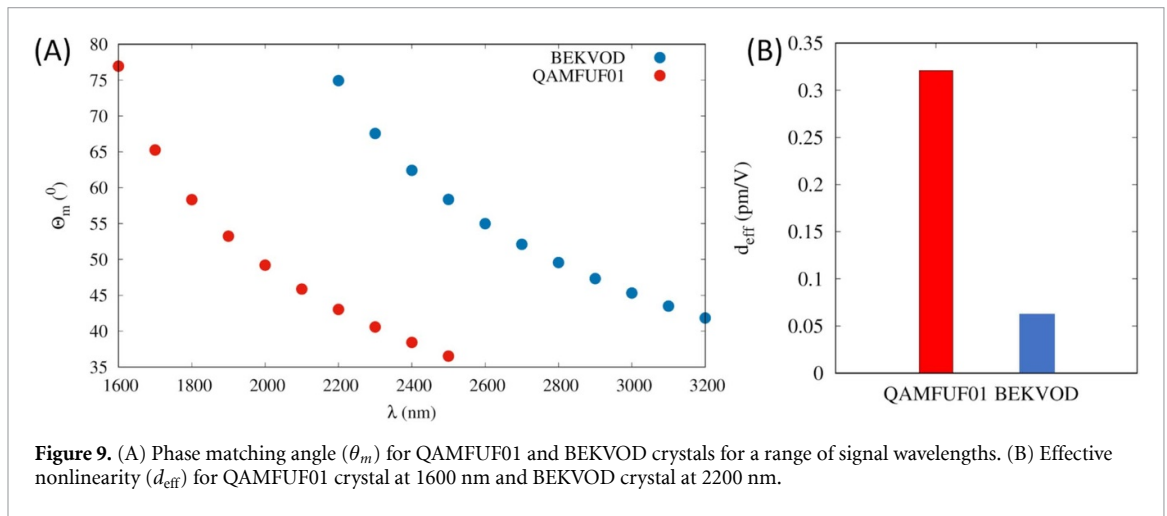 (A)
80
75
70
65
60
55
50
45
40
35
Θm (0)
BEKVOD
QAMFUF01
1600 1800 2000 2200 2400 2600 2800 3000 3200
λ (nm)
(B)
0.35
0.3
0.25
0.2
0.15
0.1
0.05
0
deff (pm/V)
QAMFUF01 BEKVOD
Figure 9. (A) Phase matching angle (θm) for QAMFUF01 and BEKVOD crystals for a range of signal wavelengths. (B) Effective
nonlinearity (deff) for QAMFUF01 crystal at 1600 nm and BEKVOD crystal at 2200 nm.